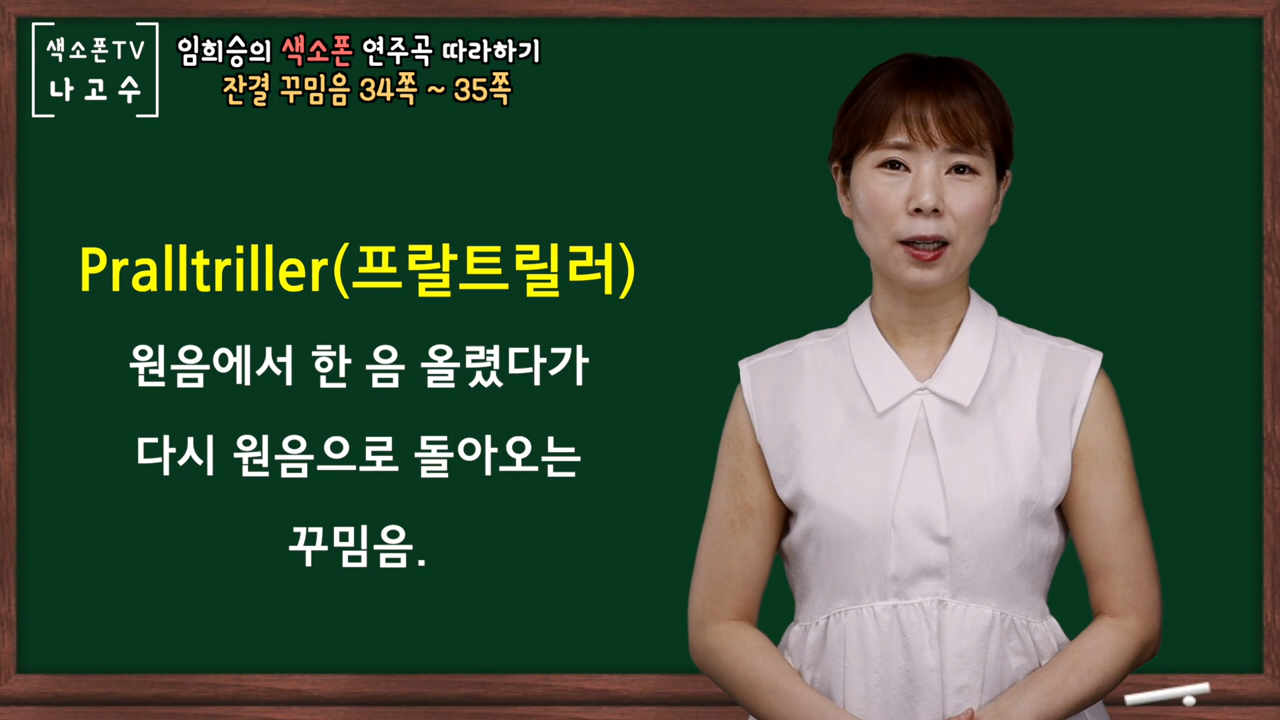 색소폰TV
나고수
임희승의 색소폰 연주곡 따라하기
잔결 꾸밈음 34쪽 ~ 35쪽
Pralltriller(프랄트릴러)
원음에서 한 음 올렸다가
다시 원음으로 돌아오는
꾸밈음.